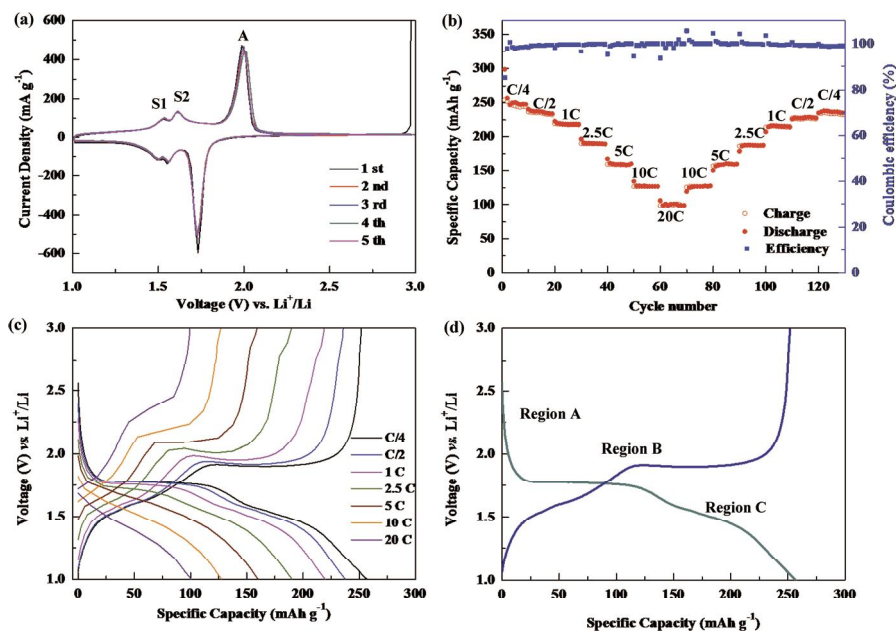 (a)
600
400
200
0
-200
-400
-600
1.0 1.5 2.0 2.5 3.0
Current Density (mA g⁻¹)
Voltage (V) vs. Li⁺/Li
S1
S2
A
1 st
2 nd
3 rd
4 th
5 th
(b)
350
300
250
200
150
100
50
0
0 20 40 60 80 100 120
100
80
60
40
20
0
Specific Capacity (mAh g⁻¹)
Cycle number
Coulombic efficiency (%)
C/4
C/2
1C
2.5C
5C
10C
20C
10C
5C
2.5C
1C
C/2
C/4
Charge
Discharge
Efficiency
(c)
3.0
2.5
2.0
1.5
1.0
0 50 100 150 200 250 300
Voltage (V) vs Li⁺/Li
Specific Capacity (mAh g⁻¹)
C/4
C/2
1 C
2.5 C
5 C
10 C
20 C
(d)
3.0
2.5
2.0
1.5
1.0
0 50 100 150 200 250 300
Voltage (V) vs. Li⁺/Li
Specific Capacity (mAh g⁻¹)
Region A
Region B
Region C